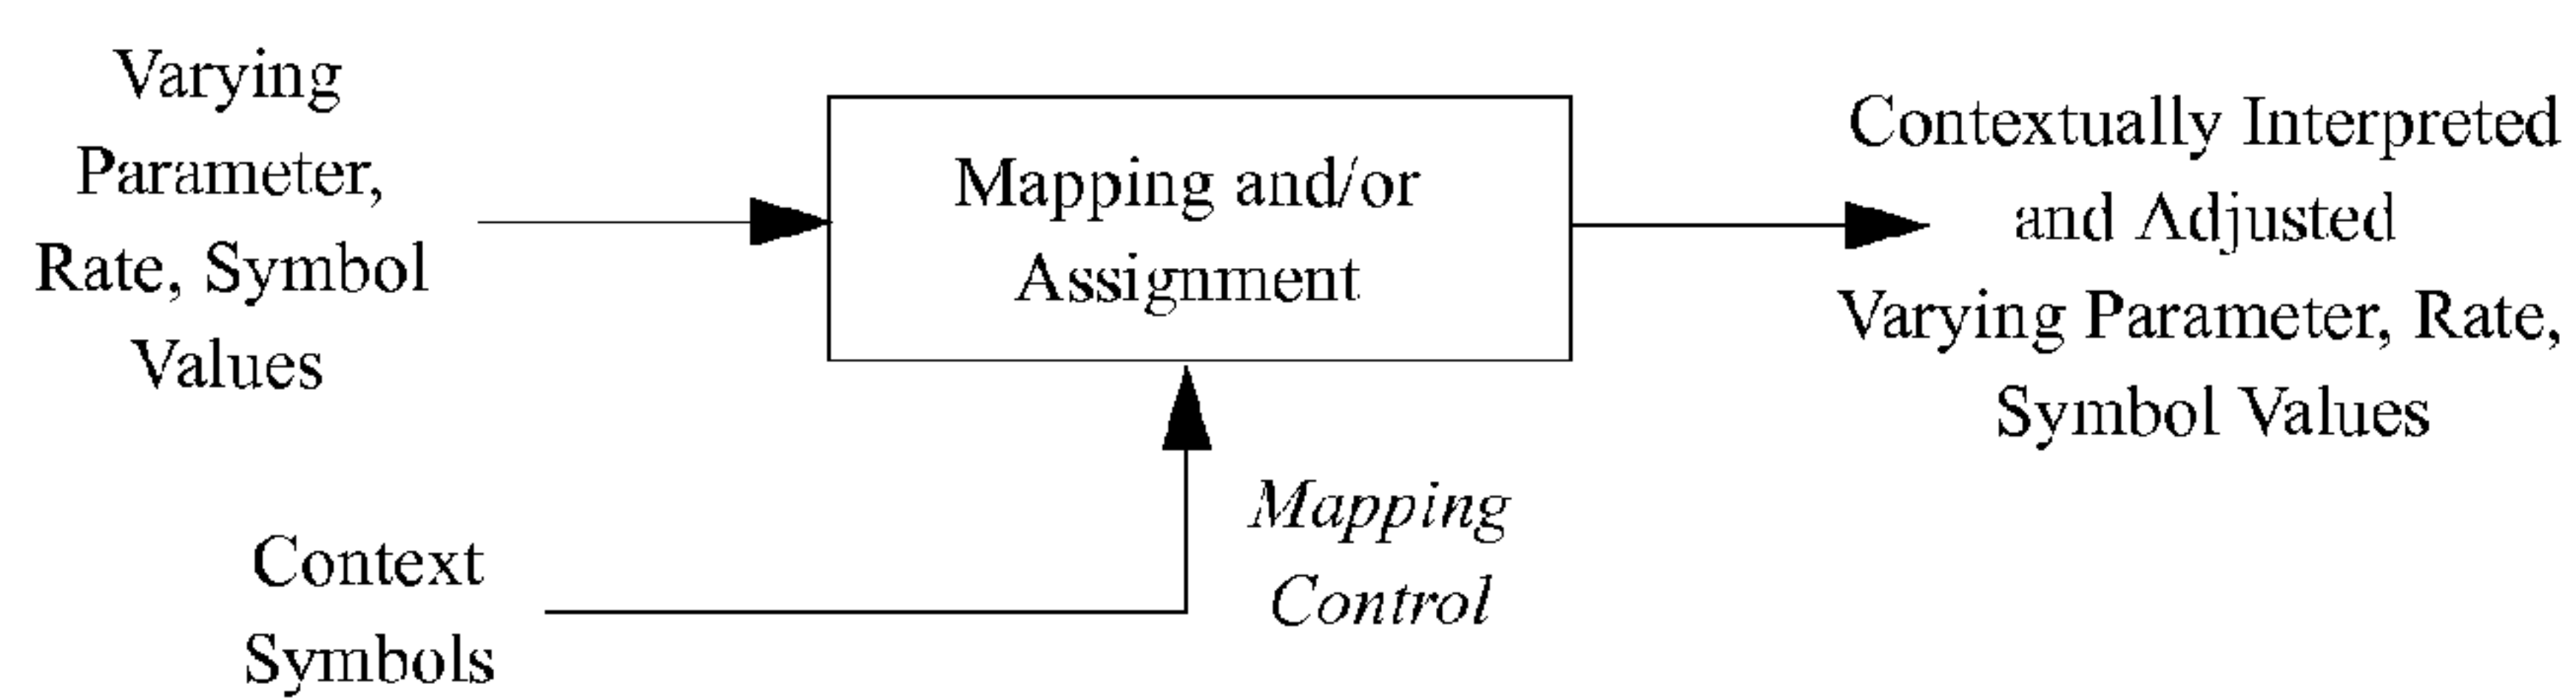 Varying
Parameter,
Rate, Symbol
Values
Mapping and/or
Assignment
Contextually Interpreted
and Adjusted
Varying Parameter, Rate,
Symbol Values
Context
Symbols
Mapping
Control